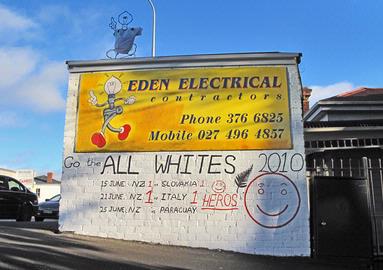 EDEN ELECTRICAL
contractors
Phone 376 6825
Mobile 027 496 4857
Go the ALL WHITES 2010
15 JUNE: NZ 1 v SLOVAKIA 1
21 JUNE: NZ 1 v ITALY 1 HEROS
25 JUNE: NZ v PARAGUAY